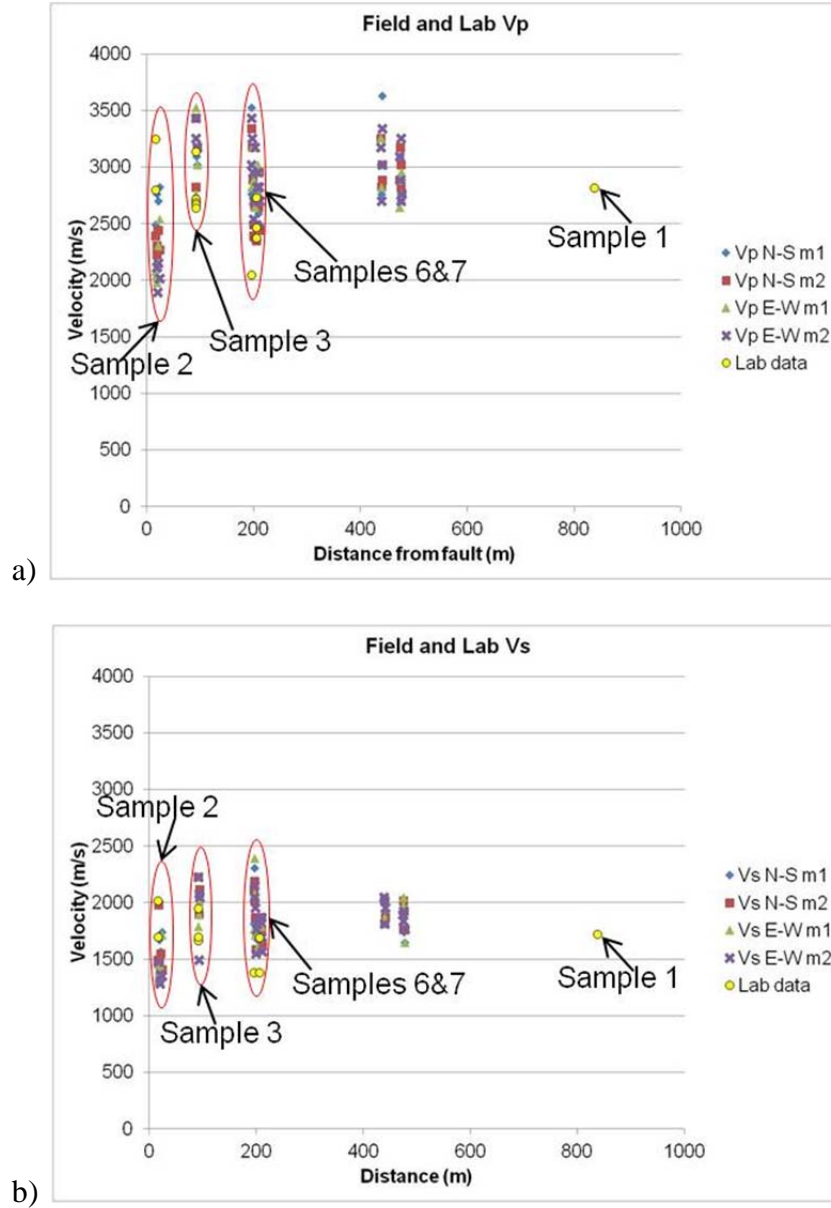 Field and Lab Vp
4000
3500
3000
2500
2000
1500
1000
500
0
Velocity (m/s)
0 200 400 600 800 1000
Distance from fault (m)
Sample 2
Sample 3
Samples 6&7
Sample 1
Vp N-S m1
Vp N-S m2
Vp E-W m1
Vp E-W m2
Lab data
a)
Field and Lab Vs
4000
3500
3000
2500
2000
1500
1000
500
0
Velocity (m/s)
0 200 400 600 800 1000
Distance (m)
Sample 2
Sample 3
Samples 6&7
Sample 1
Vs N-S m1
Vs N-S m2
Vs E-W m1
Vs E-W m2
Lab data
b)